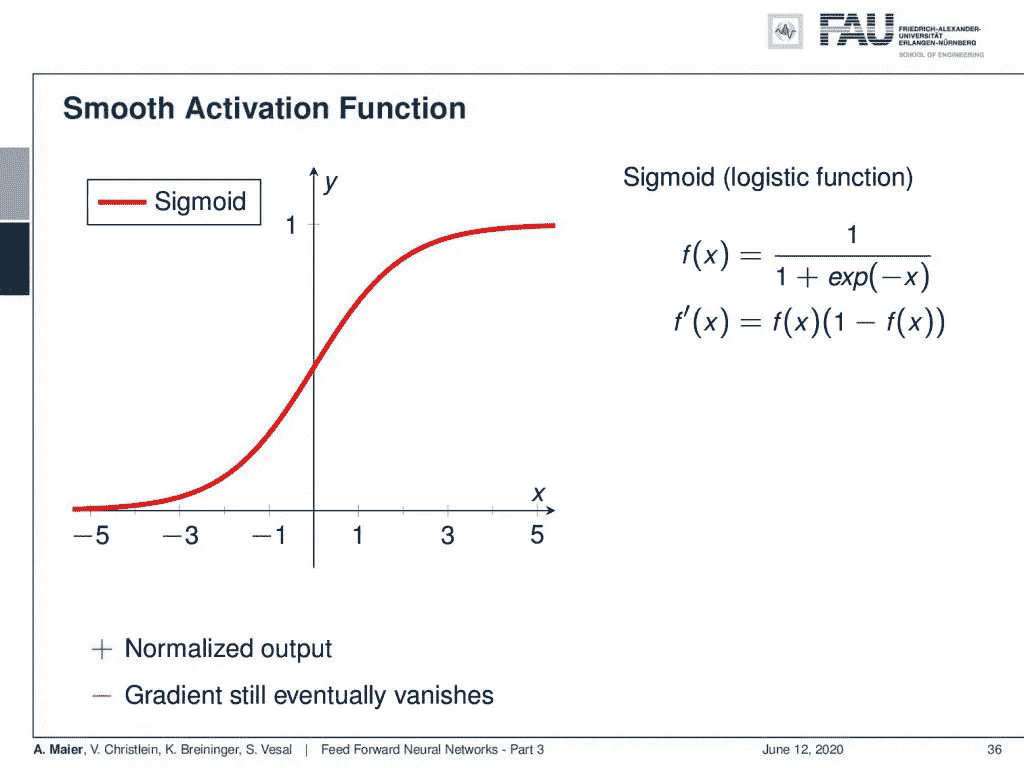 FAU
FRIEDRICH-ALEXANDER-
UNIVERSITÄT
ERLANGEN-NÜRNBERG
SCHOOL OF ENGINEERING
Smooth Activation Function
Sigmoid
y
1
x
−5 −3 −1 1 3 5
Sigmoid (logistic function)
f(x) = 1 / (1 + exp(−x))
f′(x) = f(x)(1 − f(x))
+ Normalized output
− Gradient still eventually vanishes
A. Maier, V. Christlein, K. Breininger, S. Vesal | Feed Forward Neural Networks - Part 3 June 12, 2020 36